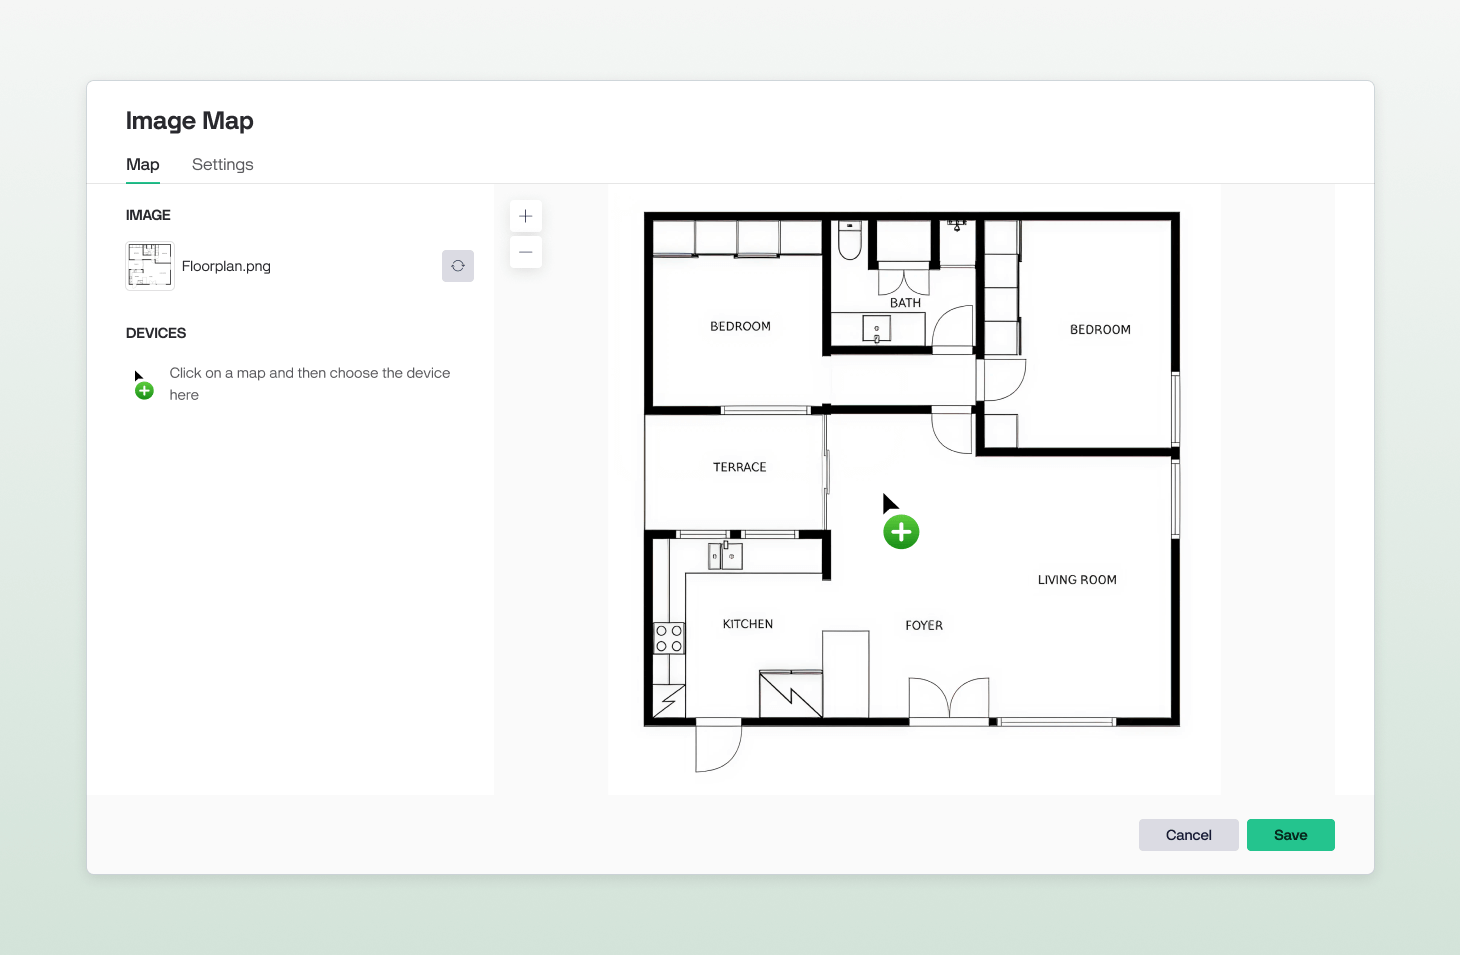 Image Map
Map
Settings
IMAGE
Floorplan.png
DEVICES
Click on a map and then choose the device
here
BATH
BEDROOM
BEDROOM
TERRACE
LIVING ROOM
KITCHEN
FOYER
Cancel
Save